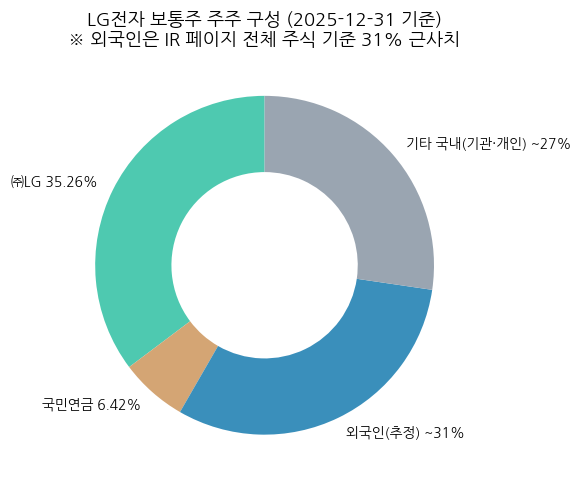 LG전자 보통주 주주 구성 (2025-12-31 기준)
※ 외국인은 IR 페이지 전체 주식 기준 31% 근사치
기타 국내(기관·개인) ~27%
㈜LG 35.26%
국민연금 6.42%
외국인(추정) ~31%